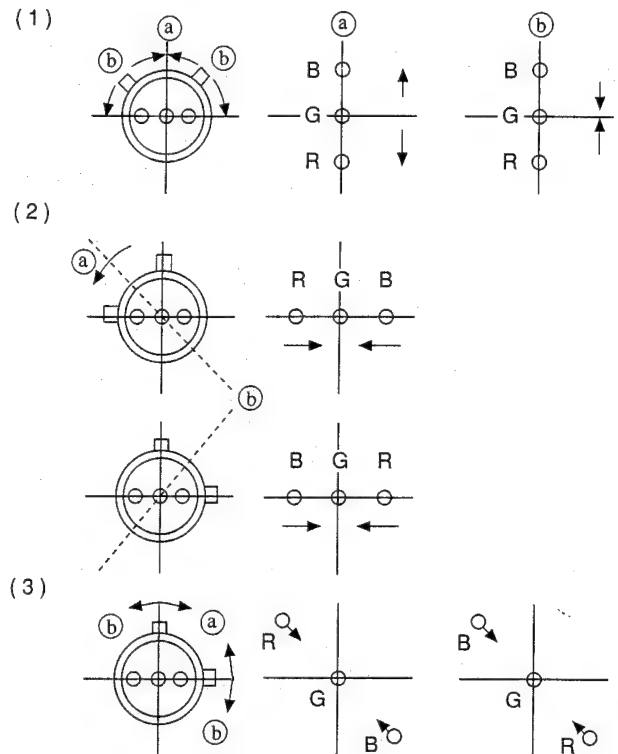 (1)
ⓐ ⓐ ⓑ
ⓑ ⓑ
B B
G G
R R
(2)
ⓐ
R G B
ⓑ
B G R
(3)
ⓑ ⓐ
R B
G G
ⓑ
B R